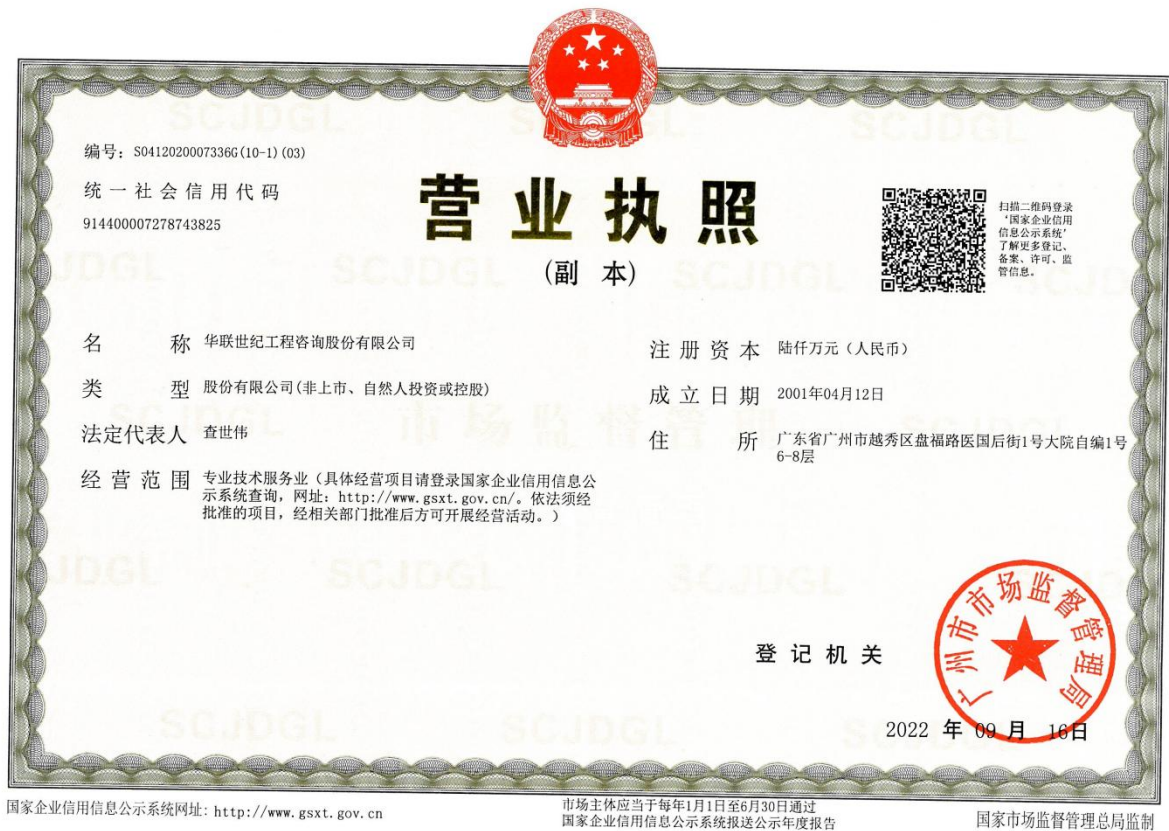 编号: S0412020007336G(10-1)(03)
统一社会信用代码
914400007278743825
营业执照
(副 本)
扫描二维码登录
‘国家企业信用
信息公示系统’
了解更多登记、
备案、许可、监
管信息。
名 称 华联世纪工程咨询股份有限公司
类 型 股份有限公司(非上市、自然人投资或控股)
法定代表人 查世伟
经营范围 专业技术服务业（具体经营项目请登录国家企业信用信息公
示系统查询，网址：http://www.gsxt.gov.cn/。依法须经
批准的项目，经相关部门批准后方可开展经营活动。）
注册资本 陆仟万元（人民币）
成立日期 2001年04月12日
住 所 广东省广州市越秀区盘福路医国后街1号大院自编1号
6-8层
登记机关
广州市市场监督管理局
2022 年 09 月 16日
国家企业信用信息公示系统网址: http://www.gsxt.gov.cn
市场主体应当于每年1月1日至6月30日通过
国家企业信用信息公示系统报送公示年度报告
国家市场监督管理总局监制
SCJDGL
市场监督管理